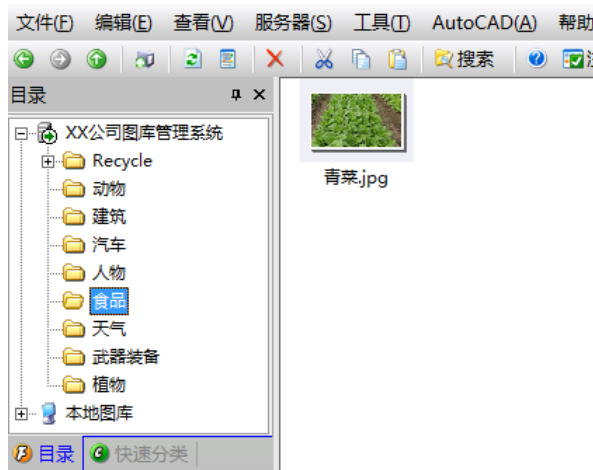 文件(F) 编辑(E) 查看(V) 服务器(S) 工具(T) AutoCAD(A) 帮助
搜索
目录
XX公司图库管理系统
Recycle
动物
建筑
汽车
人物
食品
天气
武器装备
植物
本地图库
目录 快速分类
青菜.jpg